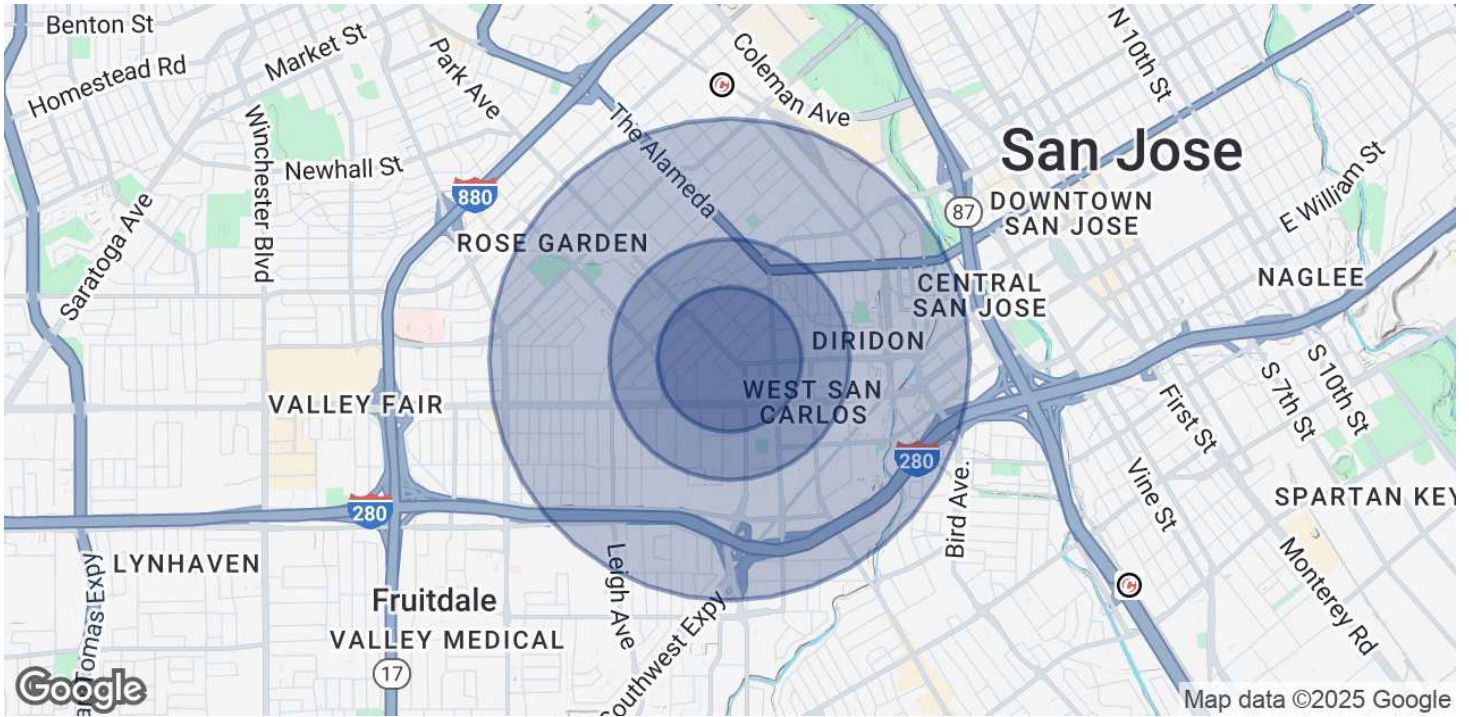 Benton St
Market St
Homestead Rd
Park Ave
Coleman Ave
N 10th St
Winchester Blvd
The Alameda
San Jose
Newhall St
880
87
DOWNTOWN
SAN JOSE
E William St
Saratoga Ave
ROSE GARDEN
CENTRAL
SAN JOSE
NAGLEE
DIRIDON
WEST SAN
CARLOS
VALLEY FAIR
S 7th St
S 10th St
First St
280
280
Bird Ave.
Vine St
SPARTAN KEY
LYNHAVEN
Leigh Ave
Tomas Expy
Fruitdale
VALLEY MEDICAL
Southwest Expy
Monterey Rd
17
Google
Map data ©2025 Google